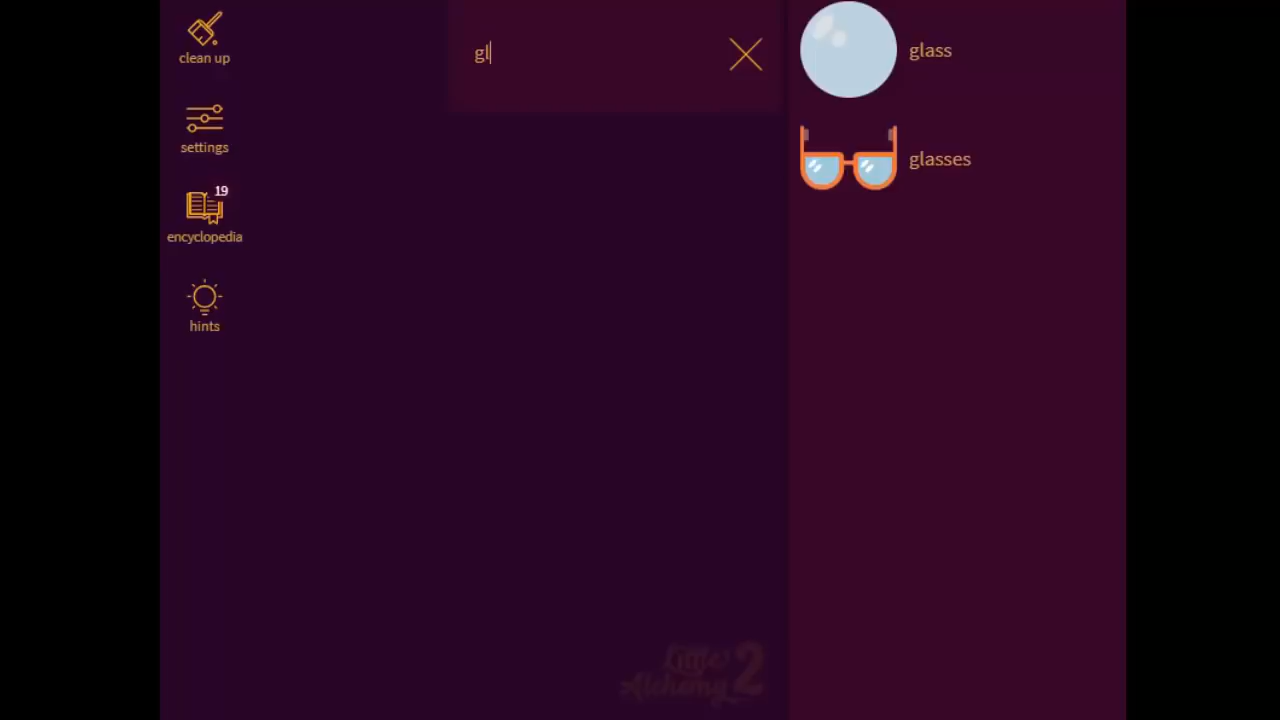 clean up
settings
19
encyclopedia
hints
gl
glass
glasses
Little
Alchemy 2